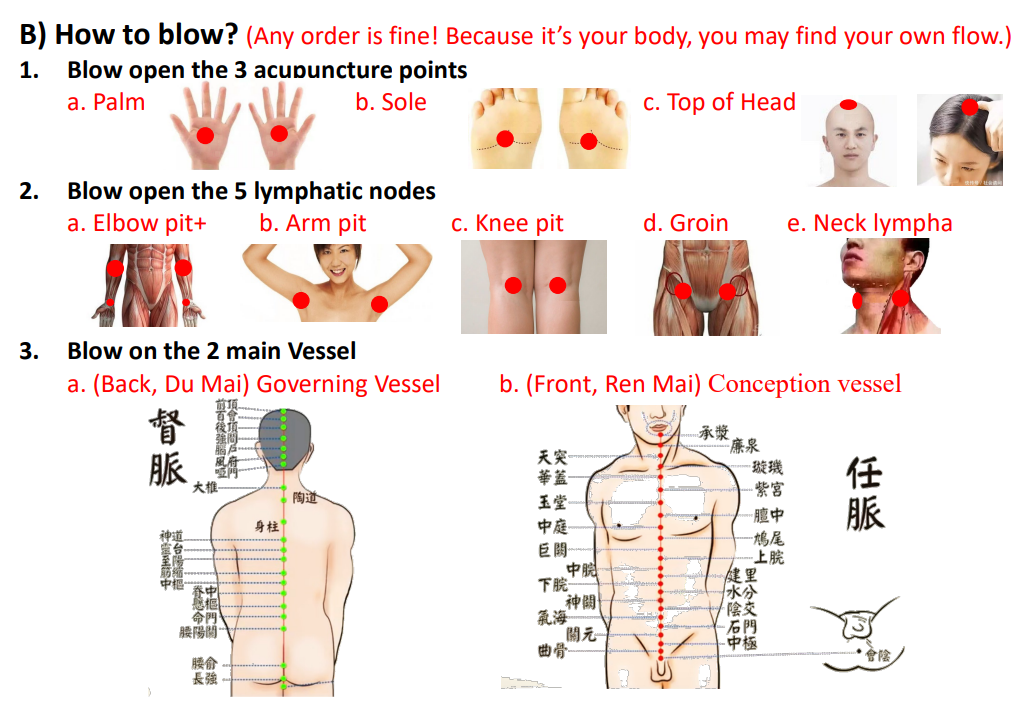 B) How to blow? (Any order is fine! Because it’s your body, you may find your own flow.)
1. Blow open the 3 acupuncture points
a. Palm b. Sole c. Top of Head
2. Blow open the 5 lymphatic nodes
a. Elbow pit+ b. Arm pit c. Knee pit d. Groin e. Neck lympha
3. Blow on the 2 main Vessel
a. (Back, Du Mai) Governing Vessel b. (Front, Ren Mai) Conception vessel
督脈
前頂
百會
後頂
強間
腦戶
風府
啞門
大椎
陶道
身柱
神道
靈台
至陽
筋縮
中樞
脊中
懸樞
命門
腰陽關
腰俞
長強
承漿
廉泉
天突
華蓋
璇璣
紫宮
玉堂
膻中
中庭
鳩尾
巨闕
上脘
中脘
建里
下脘
水分
神闕
陰交
氣海
石門
關元
中極
曲骨
任脈
會陰